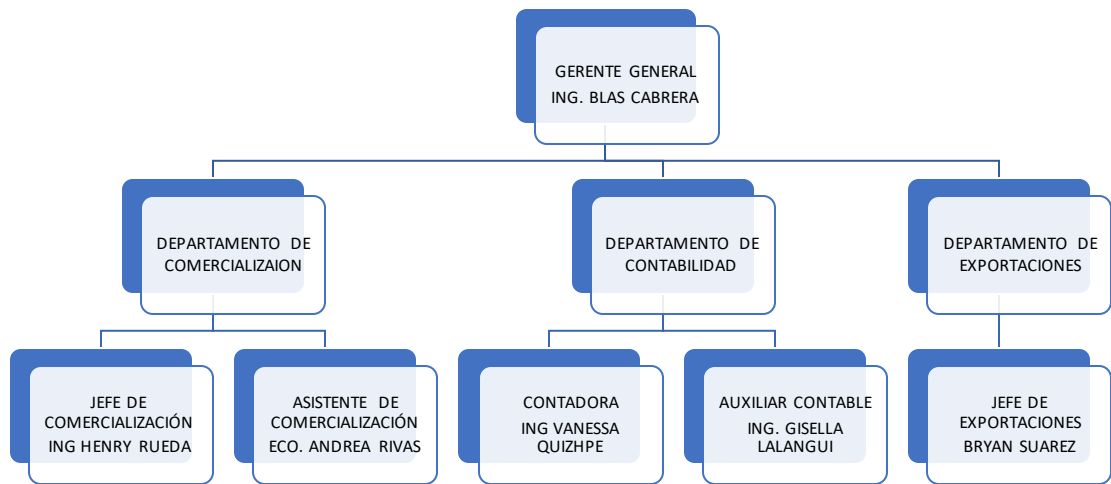 GERENTE GENERAL
ING. BLAS CABRERA
DEPARTAMENTO DE
COMERCIALIZAION
DEPARTAMENTO DE
CONTABILIDAD
DEPARTAMENTO DE
EXPORTACIONES
JEFE DE
COMERCIALIZACIÓN
ING HENRY RUEDA
ASISTENTE DE
COMERCIALIZACIÓN
ECO. ANDREA RIVAS
CONTADORA
ING VANESSA
QUIZHPE
AUXILIAR CONTABLE
ING. GISELLA
LALANGUI
JEFE DE
EXPORTACIONES
BRYAN SUAREZ